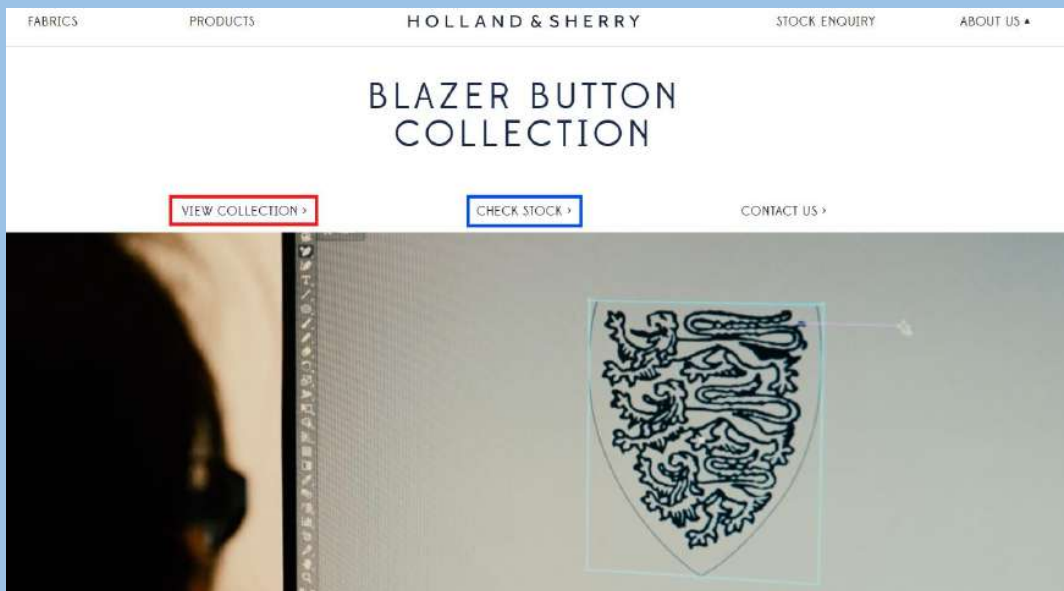 FABRICS
PRODUCTS
HOLLAND & SHERRY
STOCK ENQUIRY
ABOUT US ▲
BLAZER BUTTON
COLLECTION
VIEW COLLECTION ›
CHECK STOCK ›
CONTACT US ›